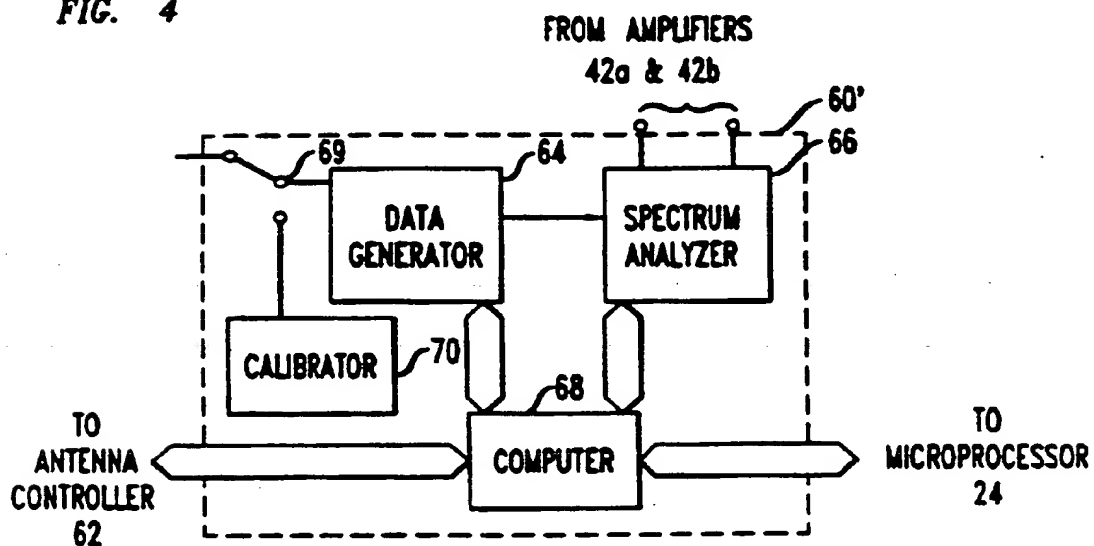 FIG. 4
FROM AMPLIFIERS
42a & 42b
60'
69
64
66
DATA
GENERATOR
SPECTRUM
ANALYZER
CALIBRATOR
70
68
COMPUTER
TO
ANTENNA
CONTROLLER
62
TO
MICROPROCESSOR
24